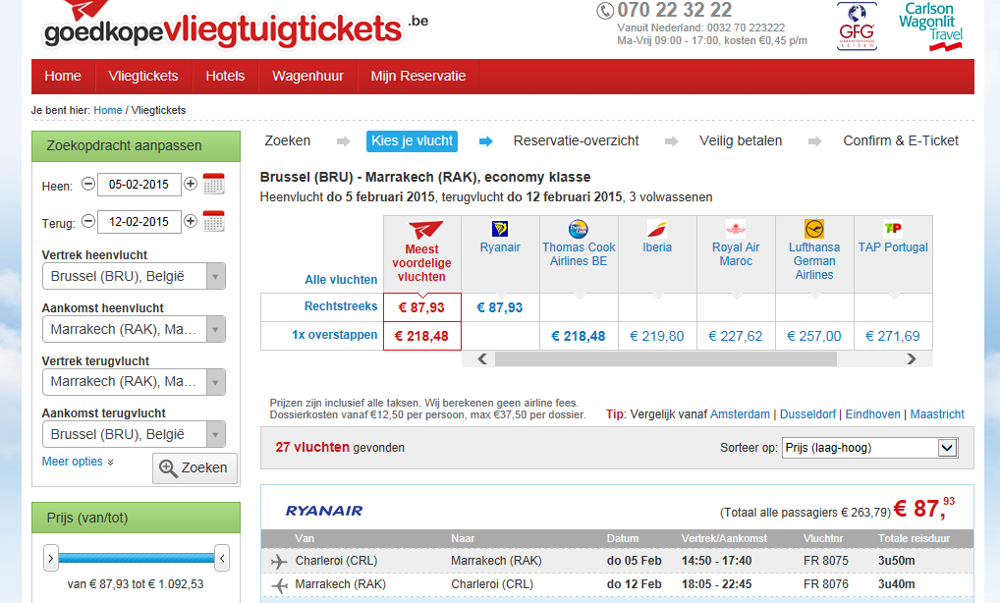 goedkopevliegtuigtickets.be
070 22 32 22
Vanuit Nederland: 0032 70 223222
Ma-Vrij 09:00 - 17:00, kosten €0,45 p/m
GFG
Carlson
Wagonlit
Travel
Home Vliegtickets Hotels Wagenhuur Mijn Reservatie
Je bent hier: Home / Vliegtickets
Zoekopdracht aanpassen
Heen: 05-02-2015
Terug: 12-02-2015
Vertrek heenvlucht
Brussel (BRU), België
Aankomst heenvlucht
Marrakech (RAK), Ma...
Vertrek terugvlucht
Marrakech (RAK), Ma...
Aankomst terugvlucht
Brussel (BRU), België
Meer opties
Zoeken
Prijs (van/tot)
van € 87,93 tot € 1.092,53
Zoeken Kies je vlucht Reservatie-overzicht Veilig betalen Confirm & E-Ticket
Brussel (BRU) - Marrakech (RAK), economy klasse
Heenvlucht do 5 februari 2015, terugvlucht do 12 februari 2015, 3 volwassenen
Alle vluchten
Meest
voordelige
vluchten
Ryanair
Thomas Cook
Airlines BE
Iberia
Royal Air
Maroc
Lufthansa
German
Airlines
TAP Portugal
Rechtstreeks € 87,93 € 87,93
1x overstappen € 218,48 € 218,48 € 219,80 € 227,62 € 257,00 € 271,69
Prijzen zijn inclusief alle taksen. Wij berekenen geen airline fees.
Dossierkosten vanaf €12,50 per persoon, max €37,50 per dossier.
Tip: Vergelijk vanaf Amsterdam | Dusseldorf | Eindhoven | Maastricht
27 vluchten gevonden
Sorteer op: Prijs (laag-hoog)
RYANAIR
(Totaal alle passagiers € 263,79) € 87,93
Van Naar Datum Vertrek/Aankomst Vluchtnr Totale reisduur
Charleroi (CRL) Marrakech (RAK) do 05 Feb 14:50 - 17:40 FR 8075 3u50m
Marrakech (RAK) Charleroi (CRL) do 12 Feb 18:05 - 22:45 FR 8076 3u40m